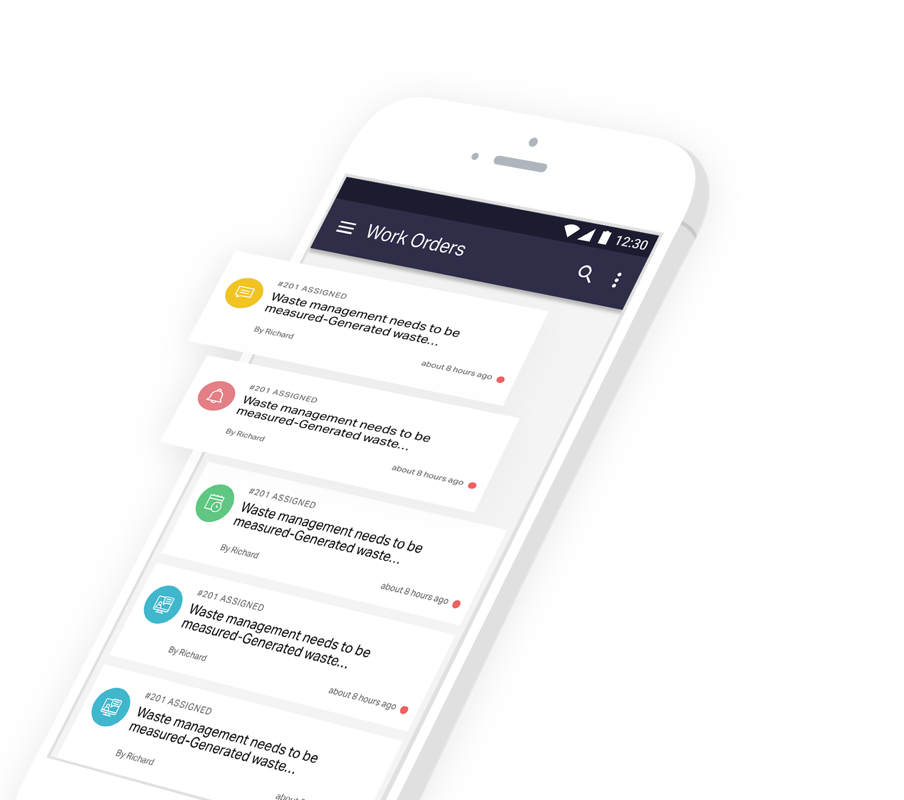 12:30
Work Orders
#201 ASSIGNED
Waste management needs to be
measured-Generated waste...
By Richard
about 8 hours ago
#201 ASSIGNED
Waste management needs to be
measured-Generated waste...
By Richard
about 8 hours ago
#201 ASSIGNED
Waste management needs to be
measured-Generated waste...
By Richard
about 8 hours ago
#201 ASSIGNED
Waste management needs to be
measured-Generated waste...
By Richard
about 8 hours ago
#201 ASSIGNED
Waste management needs to be
measured-Generated waste...
By Richard
about